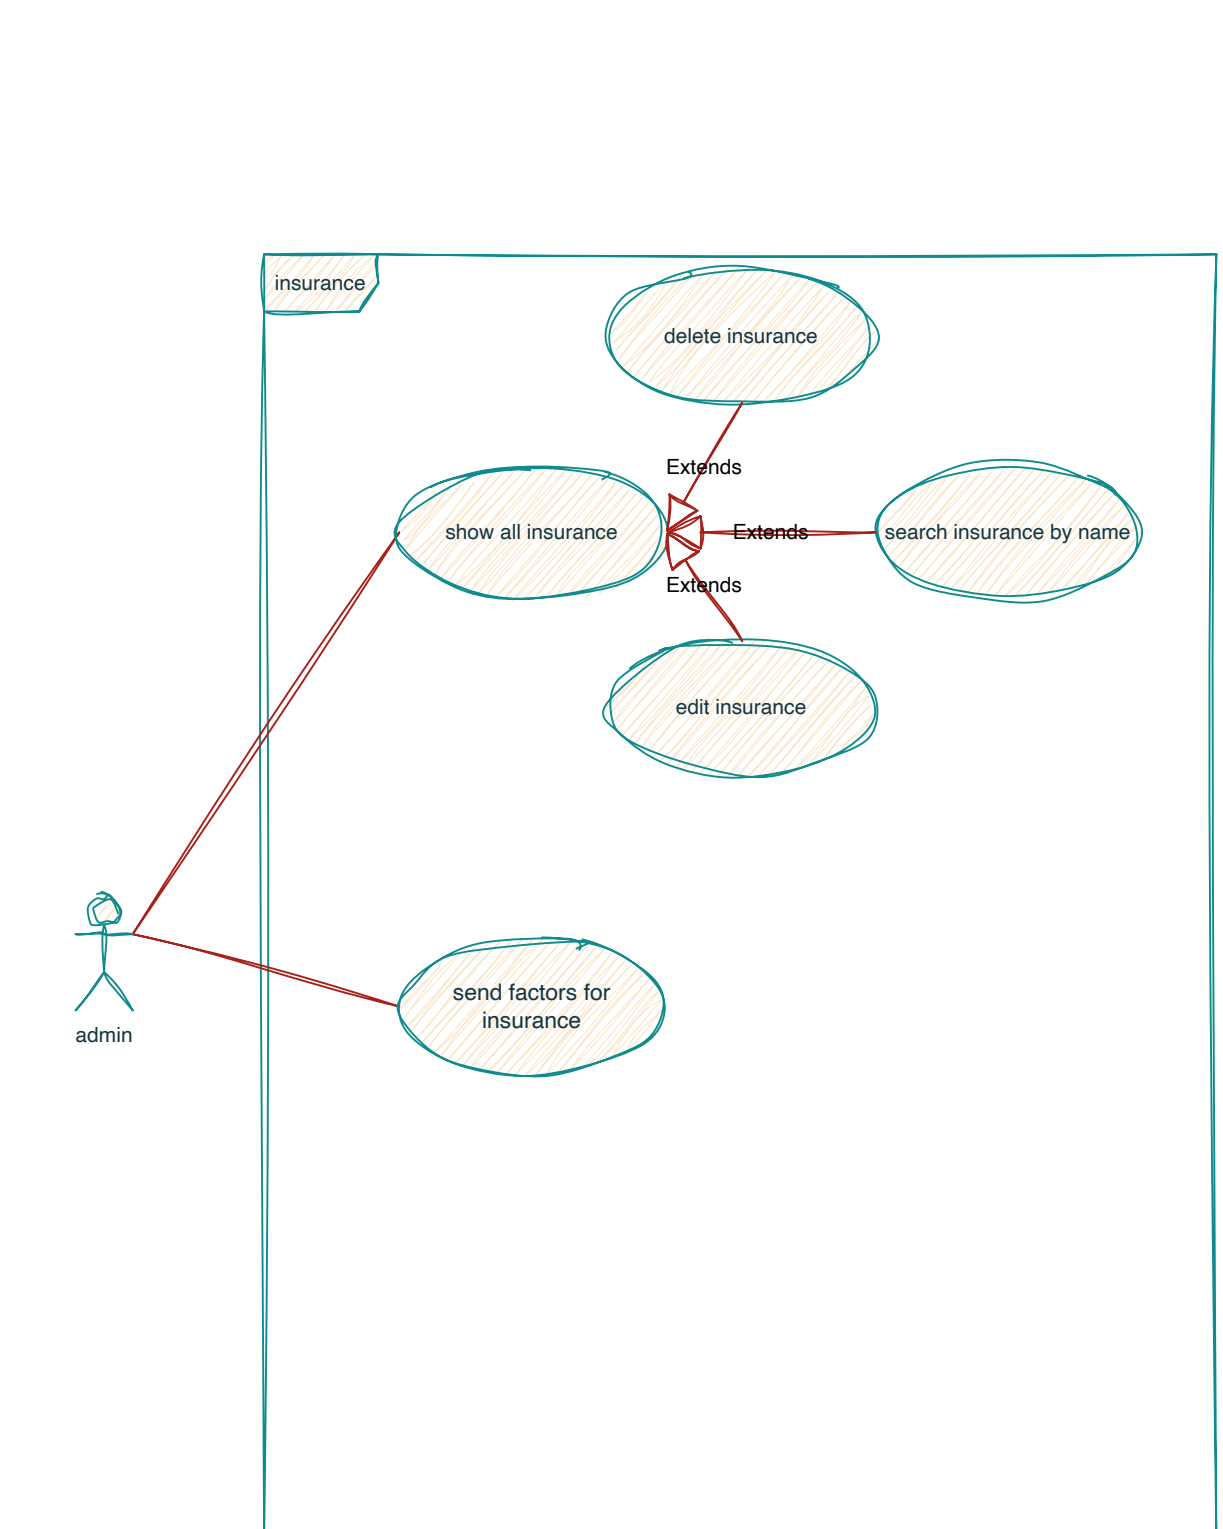 insurance
delete insurance
Extends
show all insurance
Extends
search insurance by name
Extends
edit insurance
send factors for
insurance
admin